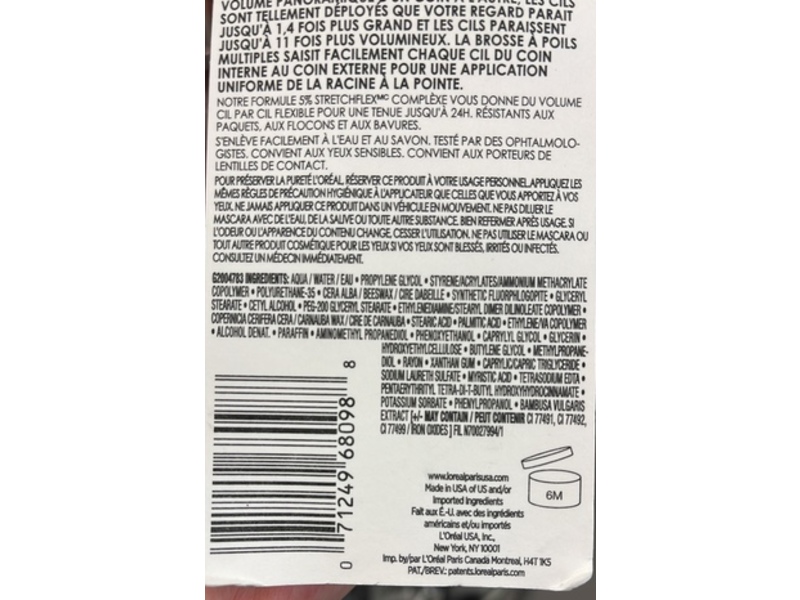 VOLUME PANORAMIQUE D'UN COIN À L'AUTRE, LES CILS
SONT TELLEMENT DÉPLOYÉS QUE VOTRE REGARD PARAIT
JUSQU'À 1,4 FOIS PLUS GRAND ET LES CILS PARAISSENT
JUSQU'À 11 FOIS PLUS VOLUMINEUX. LA BROSSE À POILS
MULTIPLES SAISIT FACILEMENT CHAQUE CIL DU COIN
INTERNE AU COIN EXTERNE POUR UNE APPLICATION
UNIFORME DE LA RACINE À LA POINTE.
NOTRE FORMULE 5% STRETCHFLEXMC COMPLÈXE VOUS DONNE DU VOLUME
CIL PAR CIL FLEXIBLE POUR UNE TENUE JUSQU'À 24H. RÉSISTANTS AUX
PAQUETS, AUX FLOCONS ET AUX BAVURES.
S'ENLÈVE FACILEMENT À L'EAU ET AU SAVON. TESTÉ PAR DES OPHTALMOLO-
GISTES. CONVIENT AUX YEUX SENSIBLES. CONVIENT AUX PORTEURS DE
LENTILLES DE CONTACT.
POUR PRÉSERVER LA PURETÉ L'ORÉAL, RÉSERVER CE PRODUIT À VOTRE USAGE PERSONNEL.APPLIQUEZ LES
MÊMES RÈGLES DE PRÉCAUTION HYGIÉNIQUE À L'APPLICATEUR QUE CELLES QUE VOUS APPORTEZ À VOS
YEUX. NE JAMAIS APPLIQUER CE PRODUIT DANS UN VÉHICULE EN MOUVEMENT. NE PAS DILUER LE
MASCARA AVEC DE L'EAU, DE LA SALIVE OU TOUTE AUTRE SUBSTANCE. BIEN REFERMER APRÈS USAGE. SI
L'ODEUR OU L'APPARENCE DU CONTENU CHANGE, CESSER L'UTILISATION. NE PAS UTILISER LE MASCARA OU
TOUT AUTRE PRODUIT COSMÉTIQUE POUR LES YEUX SI VOS YEUX SONT BLESSÉS, IRRITÉS OU INFECTÉS.
CONSULTEZ UN MÉDECIN IMMÉDIATEMENT.
G2004783 INGREDIENTS: AQUA / WATER / EAU • PROPYLENE GLYCOL • STYRENE/ACRYLATES/AMMONIUM METHACRYLATE
COPOLYMER • POLYURETHANE-35 • CERA ALBA / BEESWAX / CIRE DABEILLE • SYNTHETIC FLUORPHLOGOPITE • GLYCERYL
STEARATE • CETYL ALCOHOL • PEG-200 GLYCERYL STEARATE • ETHYLENEDIAMINE/STEARYL DIMER DILINOLEATE COPOLYMER •
COPERNICIA CERIFERA CERA / CARNAUBA WAX / CIRE DE CARNAUBA • STEARIC ACID • PALMITIC ACID • ETHYLENE/VA COPOLYMER
• ALCOHOL DENAT. • PARAFFIN • AMINOMETHYL PROPANEDIOL • PHENOXYETHANOL • CAPRYLYL GLYCOL • GLYCERIN •
HYDROXYETHYLCELLULOSE • BUTYLENE GLYCOL • METHYLPROPANE-
DIOL • RAYON • XANTHAN GUM • CAPRYLIC/CAPRIC TRIGLYCERIDE •
SODIUM LAURETH SULFATE • MYRISTIC ACID • TETRASODIUM EDTA •
PENTAERYTHRITYL TETRA-DI-T-BUTYL HYDROXYHYDROCINNAMATE •
POTASSIUM SORBATE • PHENYLPROPANOL • BAMBUSA VULGARIS
EXTRACT [+/- MAY CONTAIN / PEUT CONTENIR CI 77491, CI 77492,
CI 77499 / IRON OXIDES ] FIL N70027994/1
0 71249 68098 8
6M
www.lorealparisusa.com
Made in USA of US and/or
Imported Ingredients
Fait aux É.-U. avec des ingrédients
américains et/ou importés
L'Oréal USA, Inc.,
New York, NY 10001
Imp. by/par L'Oréal Paris Canada Montreal, H4T 1K5
PAT./BREV.: patents.lorealparis.com